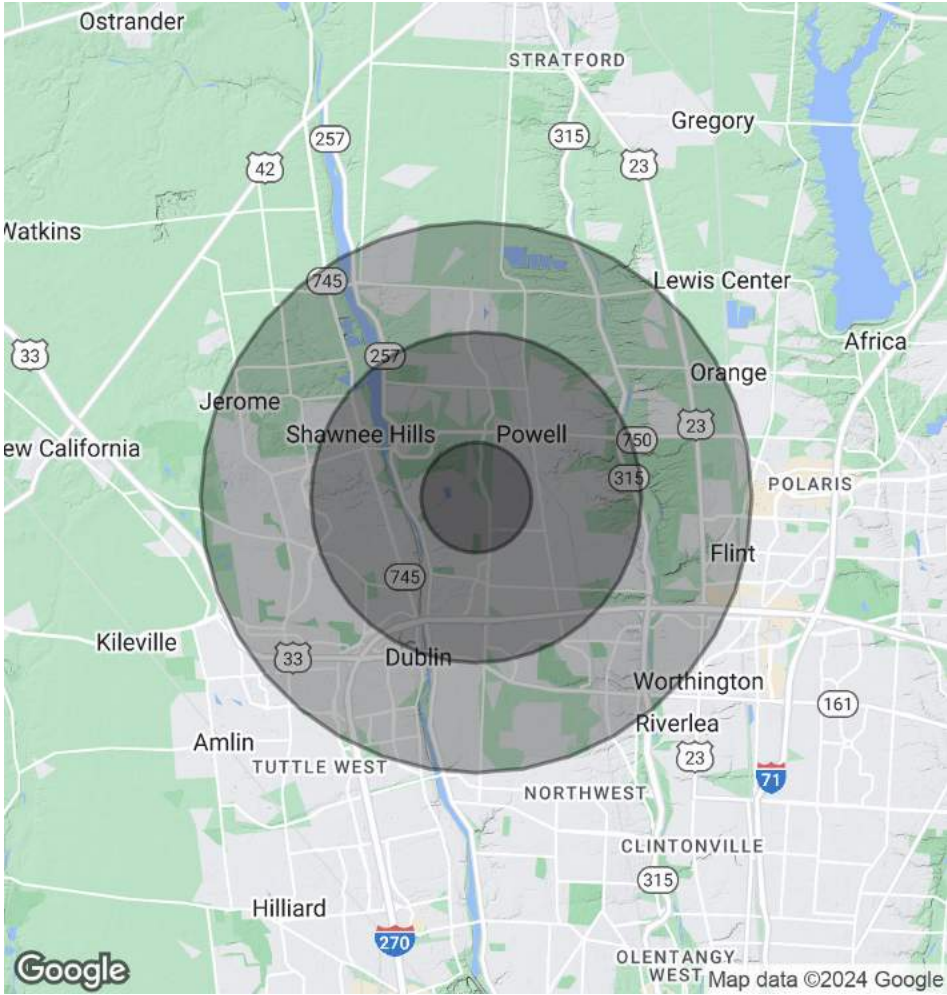 Ostrander
STRATFORD
Gregory
257
315
42
23
Watkins
745
Lewis Center
33
257
Africa
Orange
Jerome
Shawnee Hills
Powell
23
750
ew California
315
POLARIS
Flint
745
Kileville
33
Dublin
Worthington
161
Riverlea
Amlin
TUTTLE WEST
23
71
NORTHWEST
CLINTONVILLE
315
Hilliard
270
OLENTANGY
WEST
Google
Map data ©2024 Google